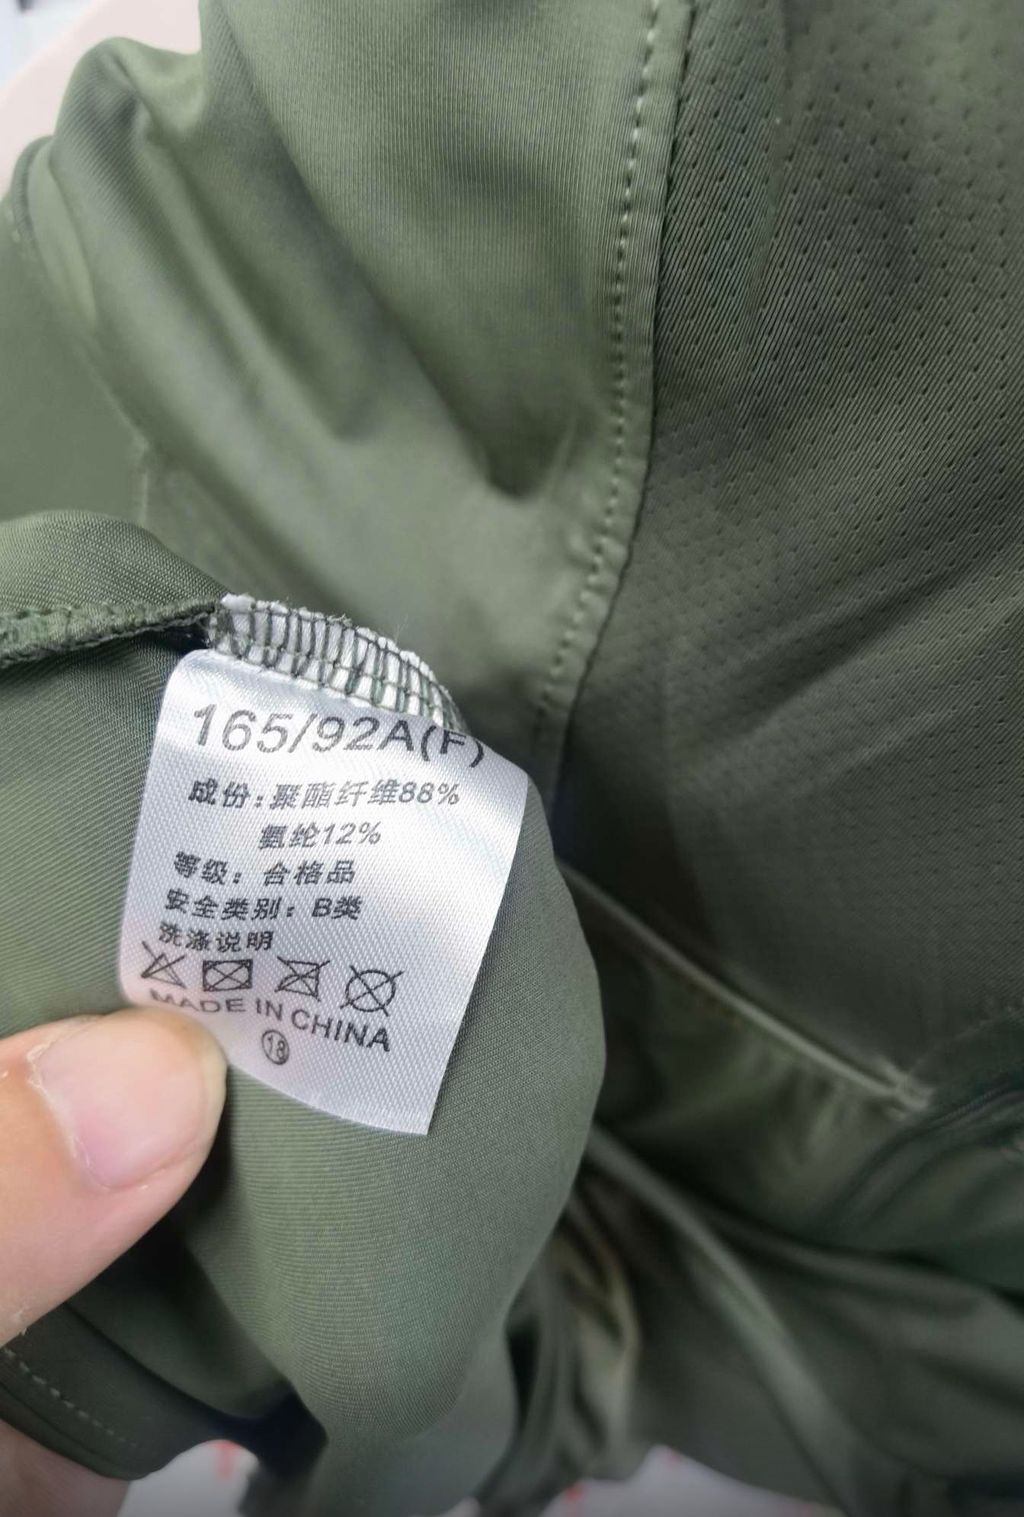 165/92A(F)
成份:聚酯纤维88%
氨纶12%
等级:合格品
安全类别:B类
洗涤说明
MADE IN CHINA
18